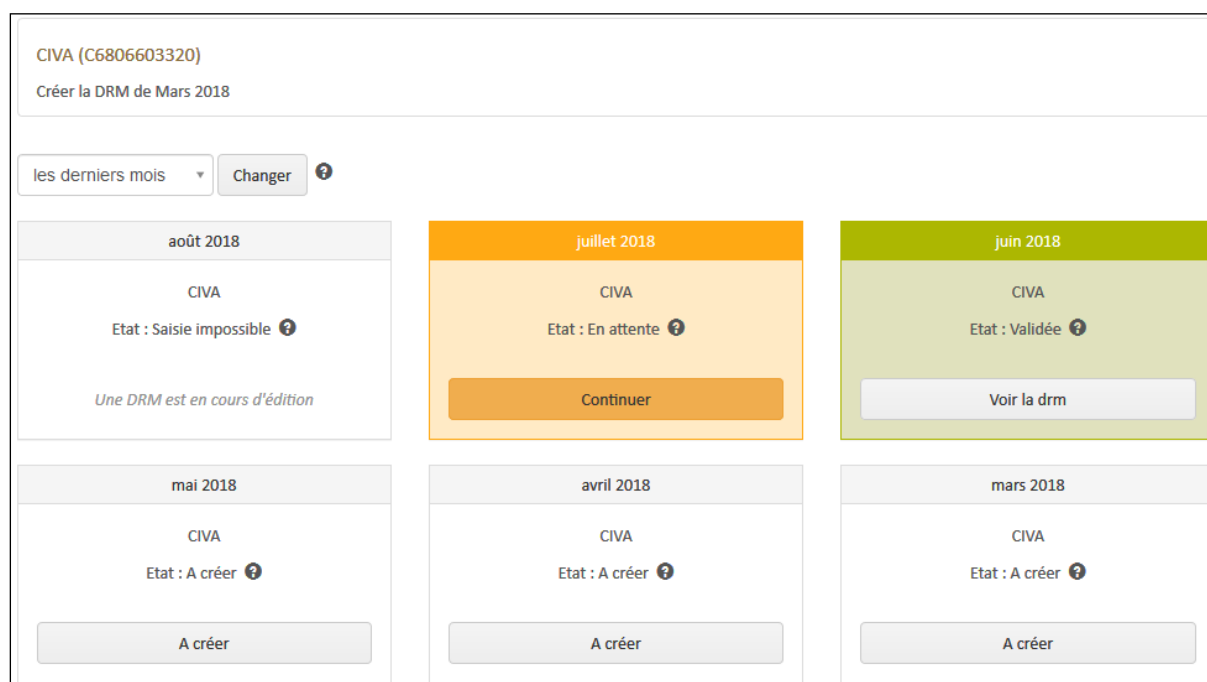 CIVA (C6806603320)
Créer la DRM de Mars 2018
les derniers mois
Changer
?
août 2018
CIVA
Etat : Saisie impossible ?
Une DRM est en cours d'édition
juillet 2018
CIVA
Etat : En attente ?
Continuer
juin 2018
CIVA
Etat : Validée ?
Voir la drm
mai 2018
CIVA
Etat : A créer ?
A créer
avril 2018
CIVA
Etat : A créer ?
A créer
mars 2018
CIVA
Etat : A créer ?
A créer